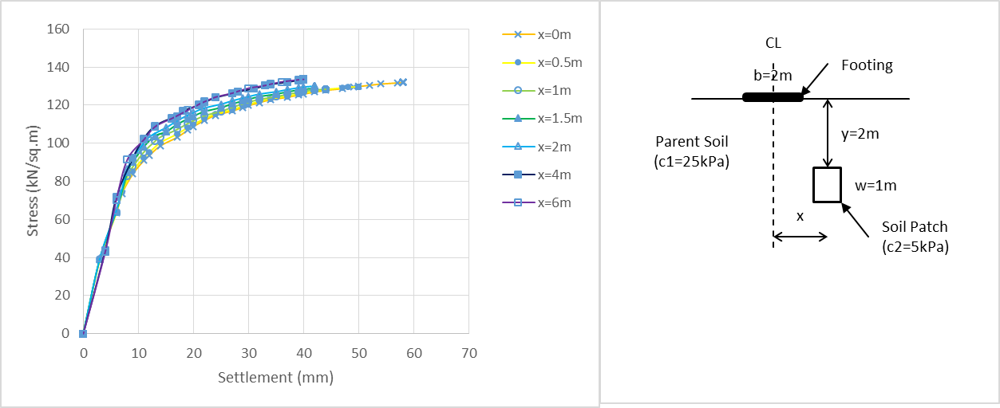 160
140
120
100
80
60
40
20
0
Stress (kN/sq.m)
0 10 20 30 40 50 60 70
Settlement (mm)
x=0m
x=0.5m
x=1m
x=1.5m
x=2m
x=4m
x=6m
CL
b=2m
Footing
y=2m
Parent Soil
(c1=25kPa)
w=1m
x
Soil Patch
(c2=5kPa)